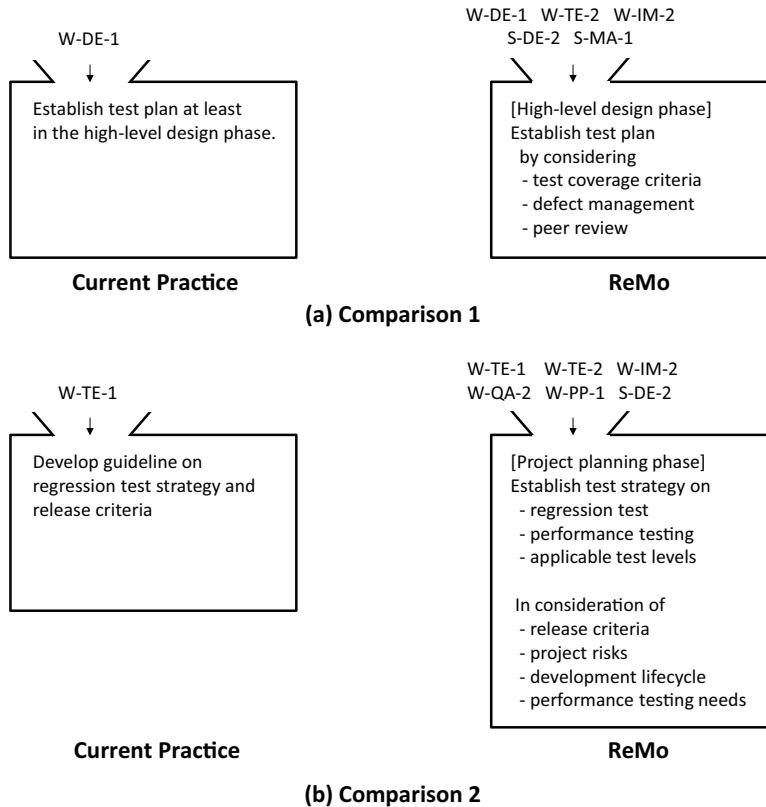 W-DE-1
Establish test plan at least
in the high-level design phase.
Current Practice
W-DE-1 W-TE-2 W-IM-2
S-DE-2 S-MA-1
[High-level design phase]
Establish test plan
by considering
- test coverage criteria
- defect management
- peer review
ReMo
(a) Comparison 1
W-TE-1
Develop guideline on
regression test strategy and
release criteria
Current Practice
W-TE-1 W-TE-2 W-IM-2
W-QA-2 W-PP-1 S-DE-2
[Project planning phase]
Establish test strategy on
- regression test
- performance testing
- applicable test levels
In consideration of
- release criteria
- project risks
- development lifecycle
- performance testing needs
ReMo
(b) Comparison 2